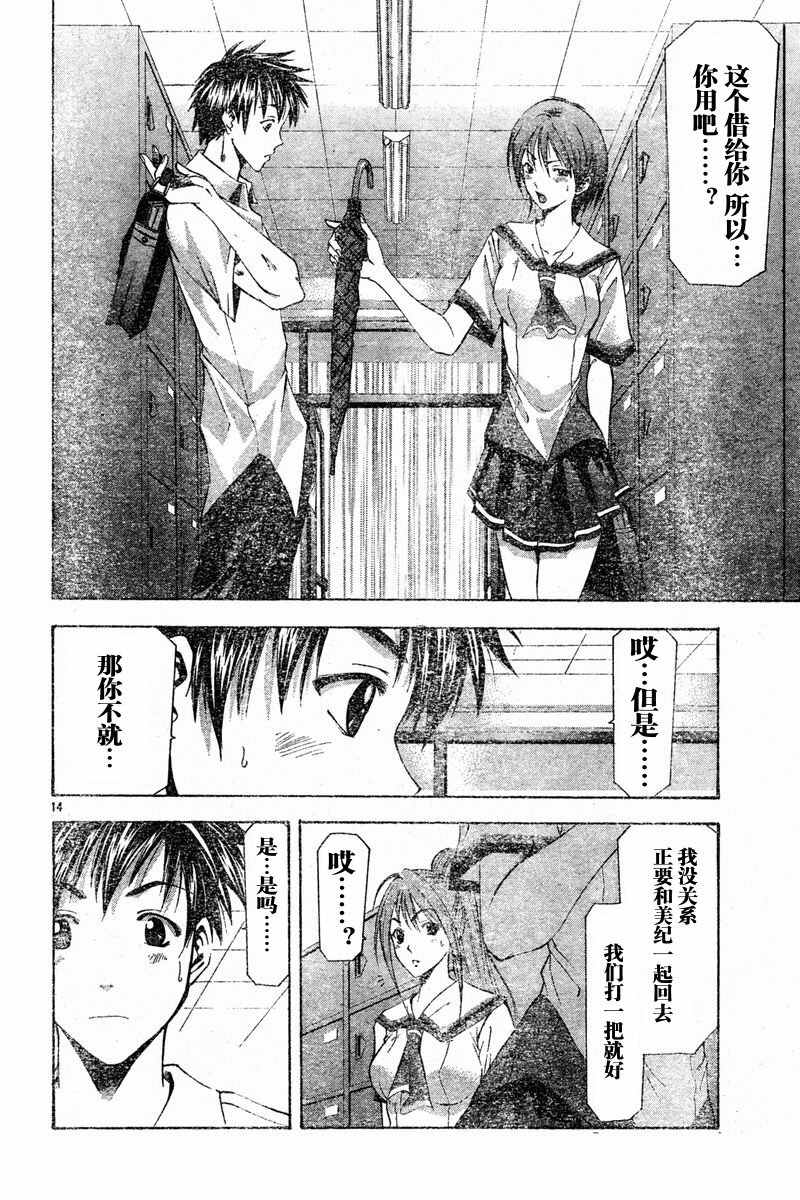 这个借给你 所以…
你用吧……？
哎…但是……
那你不就…
14
我没关系
正要和美纪一起回去
我们打一把就好
哎……？
是…是吗………